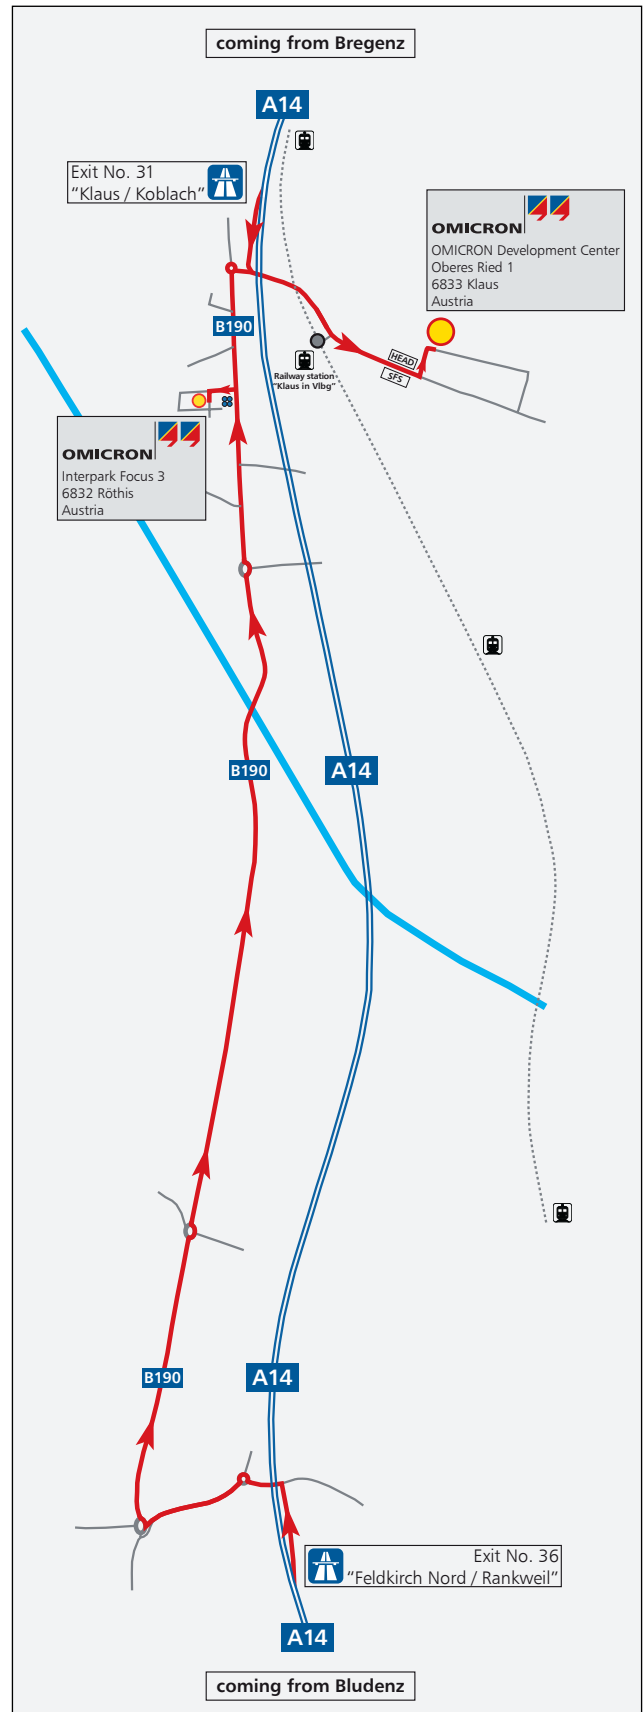 coming from Bregenz
A14
Exit No. 31
"Klaus / Koblach"
OMICRON
OMICRON Development Center
Oberes Ried 1
6833 Klaus
Austria
B190
HEAD
SFS
Railway station
"Klaus in Vlbg"
OMICRON
Interpark Focus 3
6832 Röthis
Austria
B190
A14
B190
A14
Exit No. 36
"Feldkirch Nord / Rankweil"
A14
coming from Bludenz